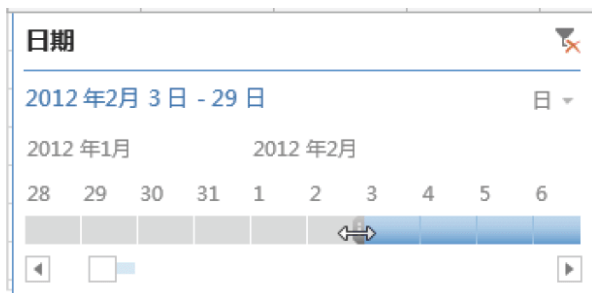 日期
2012 年2月 3 日 - 29 日 日
2012 年1月 2012 年2月
28 29 30 31 1 2 3 4 5 6